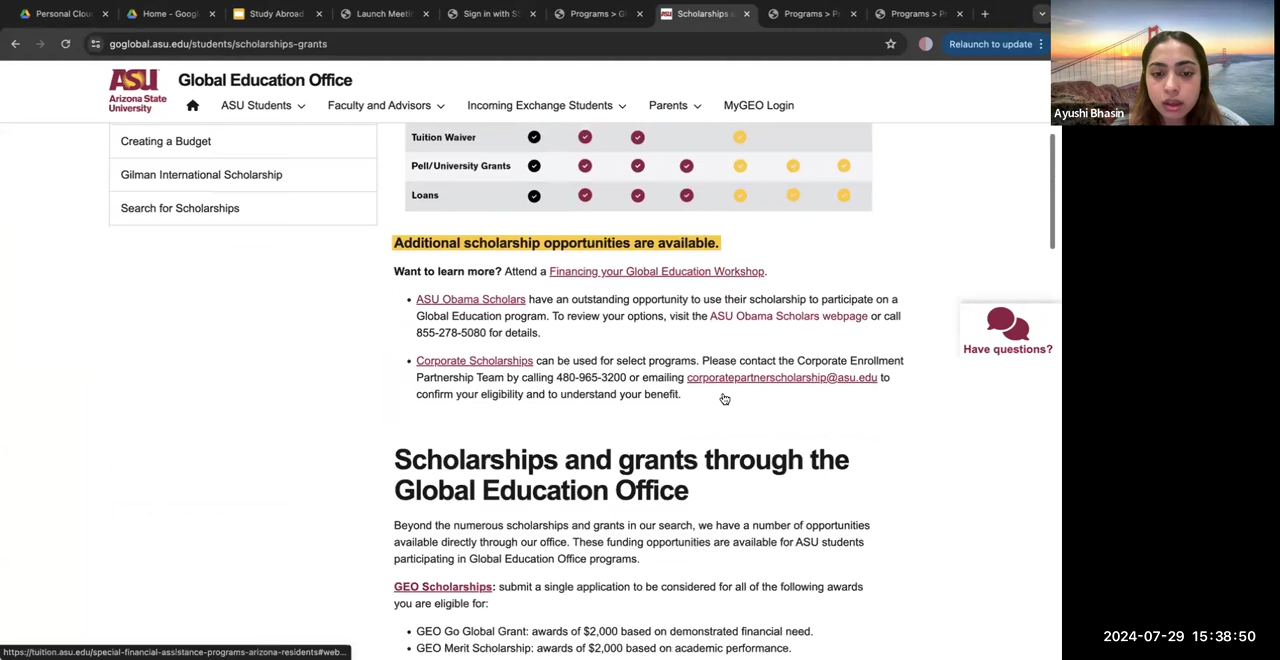 Personal Clou
Home - Googl
Study Abroad
Launch Meeti
Sign in with S
Programs > G
Scholarships a
Programs > P
Programs > P
goglobal.asu.edu/students/scholarships-grants
Relaunch to update
ASU Arizona State University
Global Education Office
ASU Students
Faculty and Advisors
Incoming Exchange Students
Parents
MyGEO Login
Ayushi Bhasin
Creating a Budget
Gilman International Scholarship
Search for Scholarships
Tuition Waiver
Pell/University Grants
Loans
Additional scholarship opportunities are available.
Want to learn more? Attend a Financing your Global Education Workshop.
• ASU Obama Scholars have an outstanding opportunity to use their scholarship to participate on a
Global Education program. To review your options, visit the ASU Obama Scholars webpage or call
855-278-5080 for details.
• Corporate Scholarships can be used for select programs. Please contact the Corporate Enrollment
Partnership Team by calling 480-965-3200 or emailing corporatepartnerscholarship@asu.edu to
confirm your eligibility and to understand your benefit.
Have questions?
Scholarships and grants through the
Global Education Office
Beyond the numerous scholarships and grants in our search, we have a number of opportunities
available directly through our office. These funding opportunities are available for ASU students
participating in Global Education Office programs.
GEO Scholarships: submit a single application to be considered for all of the following awards
you are eligible for:
• GEO Go Global Grant: awards of $2,000 based on demonstrated financial need.
• GEO Merit Scholarship: awards of $2,000 based on academic performance.
https://tuition.asu.edu/special-financial-assistance-programs-arizona-residents#web...
2024-07-29 15:38:50